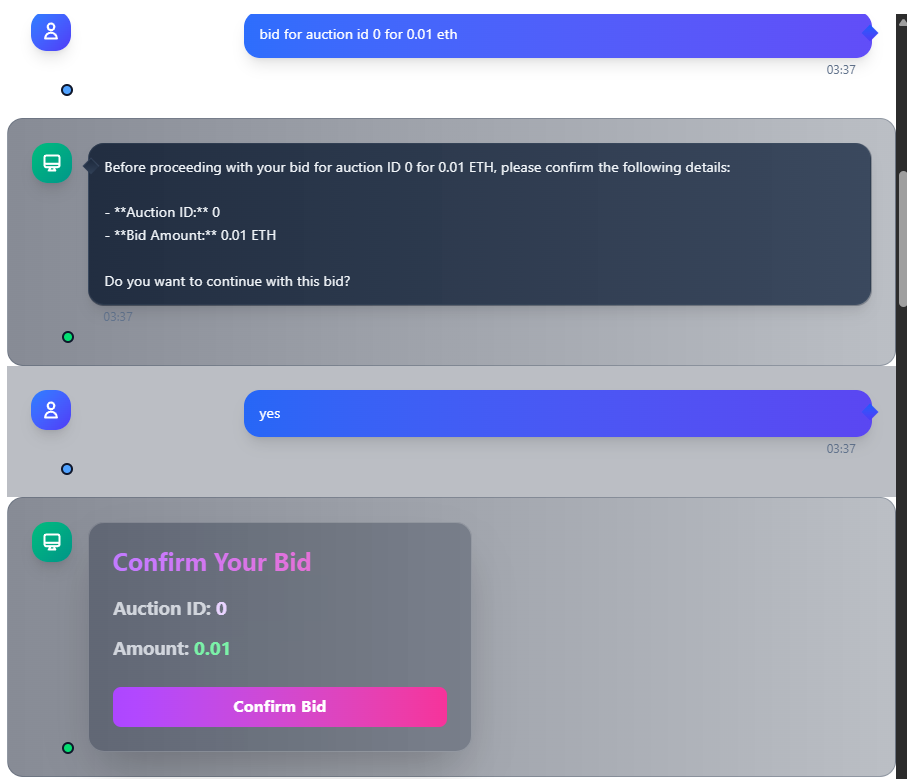 bid for auction id 0 for 0.01 eth
03:37
Before proceeding with your bid for auction ID 0 for 0.01 ETH, please confirm the following details:
- **Auction ID:** 0
- **Bid Amount:** 0.01 ETH
Do you want to continue with this bid?
03:37
yes
03:37
Confirm Your Bid
Auction ID: 0
Amount: 0.01
Confirm Bid